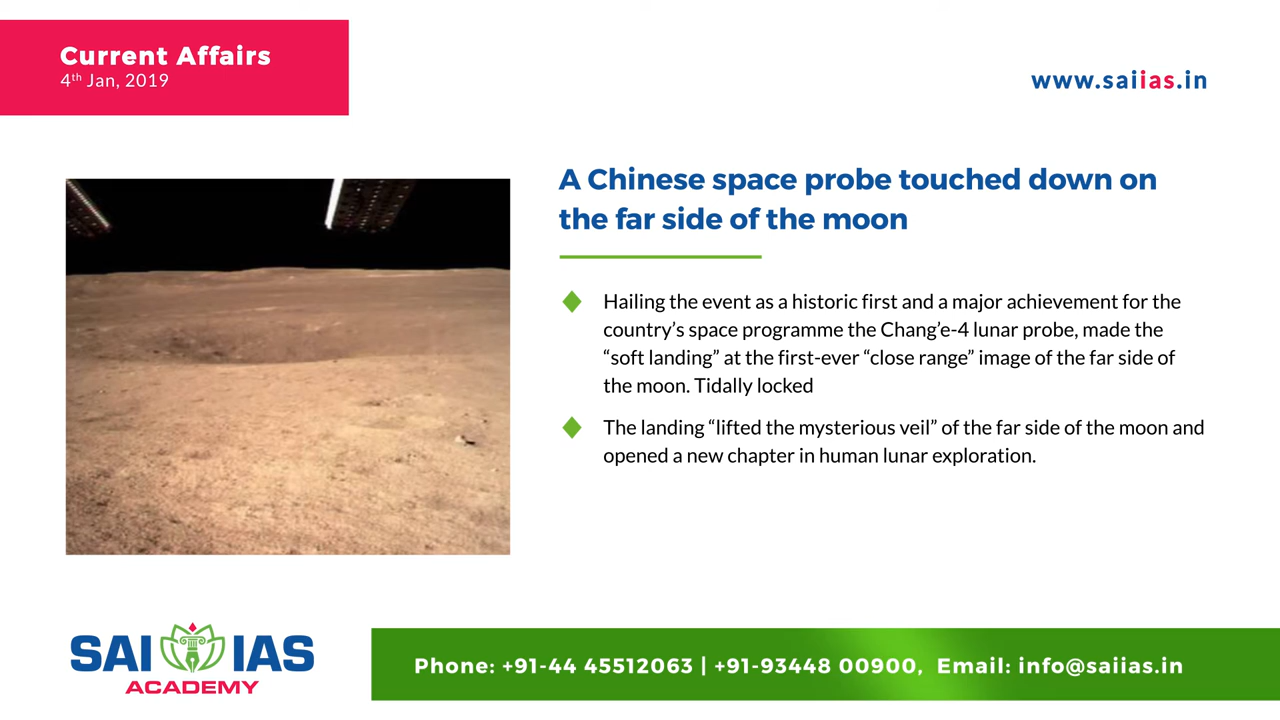 Current Affairs
4th Jan, 2019
www.saiias.in
A Chinese space probe touched down on
the far side of the moon
Hailing the event as a historic first and a major achievement for the
country’s space programme the Chang’e-4 lunar probe, made the
“soft landing” at the first-ever “close range” image of the far side of
the moon. Tidally locked
The landing “lifted the mysterious veil” of the far side of the moon and
opened a new chapter in human lunar exploration.
SAI IAS
ACADEMY
Phone: +91-44 45512063 | +91-93448 00900, Email: info@saiias.in